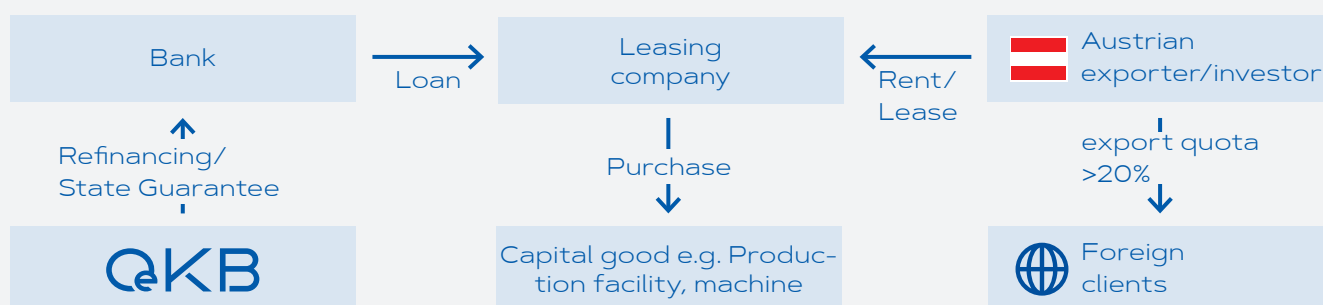 Bank
Loan
Leasing
company
Rent/
Lease
Austrian
exporter/investor
Refinancing/
State Guarantee
Purchase
export quota
>20%
OeKB
Capital good e.g. Produc-
tion facility, machine
Foreign
clients